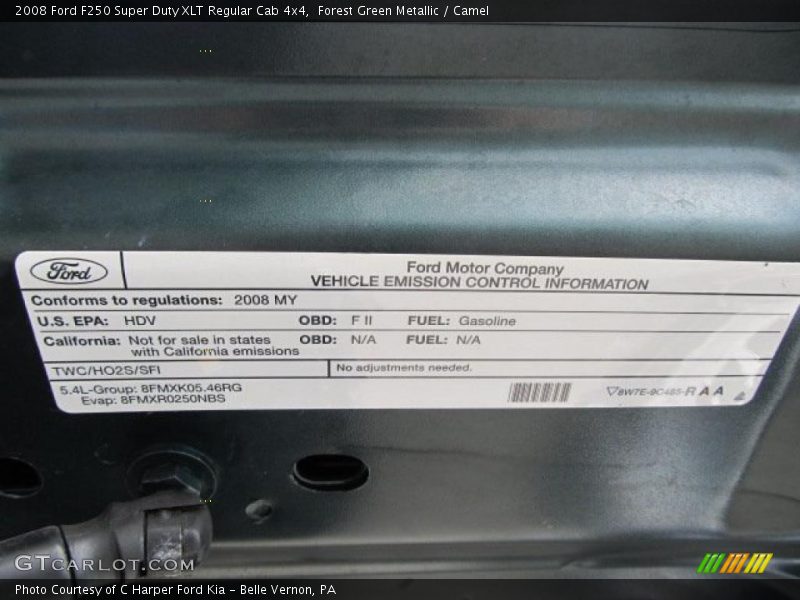 2008 Ford F250 Super Duty XLT Regular Cab 4x4,  Forest Green Metallic / Camel
Ford
Ford Motor Company
VEHICLE EMISSION CONTROL INFORMATION
Conforms to regulations: 2008 MY
U.S. EPA: HDV OBD: F II FUEL: Gasoline
California: Not for sale in states OBD: N/A FUEL: N/A
with California emissions
TWC/HO2S/SFI No adjustments needed.
5.4L-Group: 8FMXK05.46RG
Evap: 8FMXR0250NBS
8W7E-9C485-R A A
GTCARLOT.COM
Photo Courtesy of C Harper Ford Kia - Belle Vernon, PA